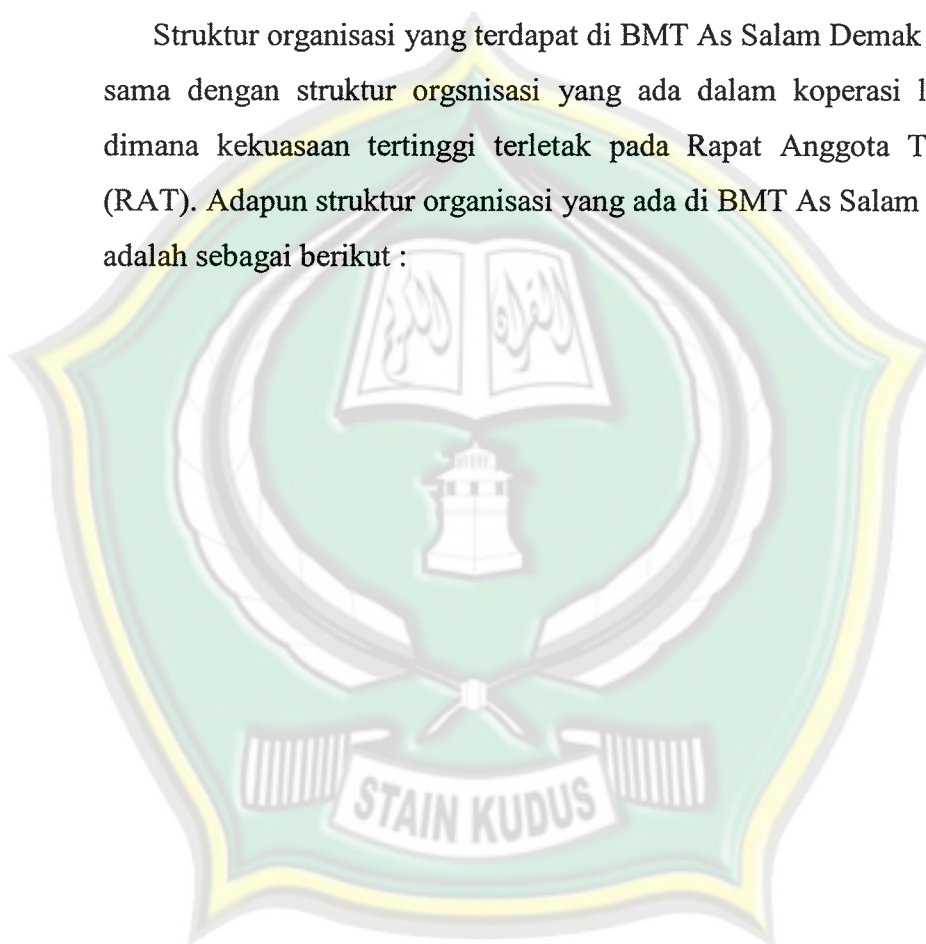 Struktur organisasi yang terdapat di BMT As Salam Demak
sama dengan struktur orgsnisasi yang ada dalam koperasi l
dimana kekuasaan tertinggi terletak pada Rapat Anggota T
(RAT). Adapun struktur organisasi yang ada di BMT As Salam
adalah sebagai berikut :
الكريم القرآن
STAIN KUDUS